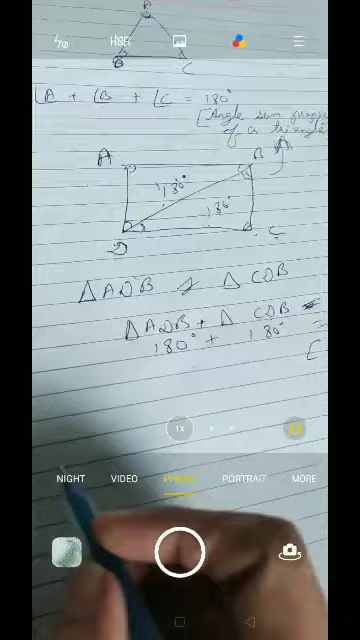 HDR
A
B C
∠A + ∠B + ∠C = 180°
[Angle sum
of a triangle
A B
180°
180°
D C
Δ ADB & Δ CDB
Δ ADB + Δ CDB
180° + 180° =
[
1X
NIGHT VIDEO PHOTO PORTRAIT MORE